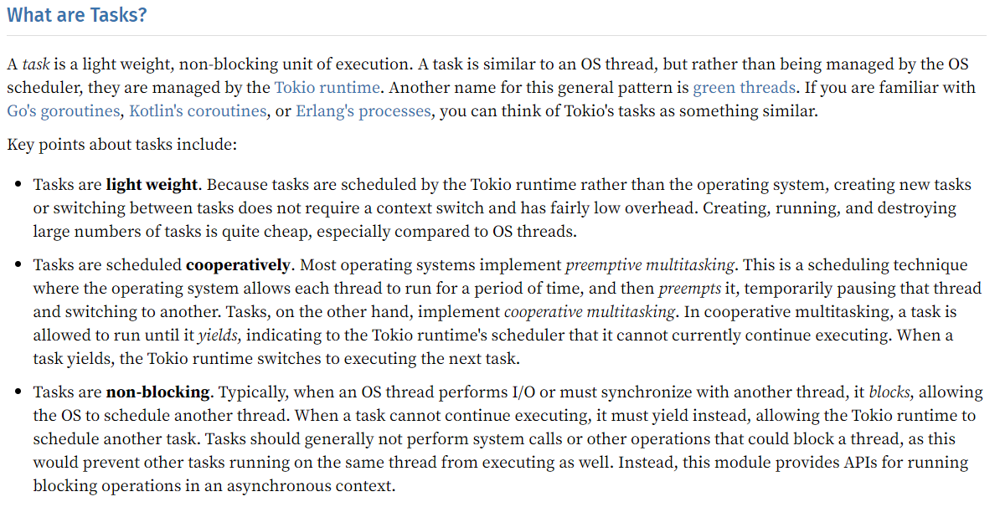 What are Tasks?
A task is a light weight, non-blocking unit of execution. A task is similar to an OS thread, but rather than being managed by the OS
scheduler, they are managed by the Tokio runtime. Another name for this general pattern is green threads. If you are familiar with
Go's goroutines, Kotlin's coroutines, or Erlang's processes, you can think of Tokio's tasks as something similar.
Key points about tasks include:
• Tasks are light weight. Because tasks are scheduled by the Tokio runtime rather than the operating system, creating new tasks
or switching between tasks does not require a context switch and has fairly low overhead. Creating, running, and destroying
large numbers of tasks is quite cheap, especially compared to OS threads.
• Tasks are scheduled cooperatively. Most operating systems implement preemptive multitasking. This is a scheduling technique
where the operating system allows each thread to run for a period of time, and then preempts it, temporarily pausing that thread
and switching to another. Tasks, on the other hand, implement cooperative multitasking. In cooperative multitasking, a task is
allowed to run until it yields, indicating to the Tokio runtime's scheduler that it cannot currently continue executing. When a
task yields, the Tokio runtime switches to executing the next task.
• Tasks are non-blocking. Typically, when an OS thread performs I/O or must synchronize with another thread, it blocks, allowing
the OS to schedule another thread. When a task cannot continue executing, it must yield instead, allowing the Tokio runtime to
schedule another task. Tasks should generally not perform system calls or other operations that could block a thread, as this
would prevent other tasks running on the same thread from executing as well. Instead, this module provides APIs for running
blocking operations in an asynchronous context.